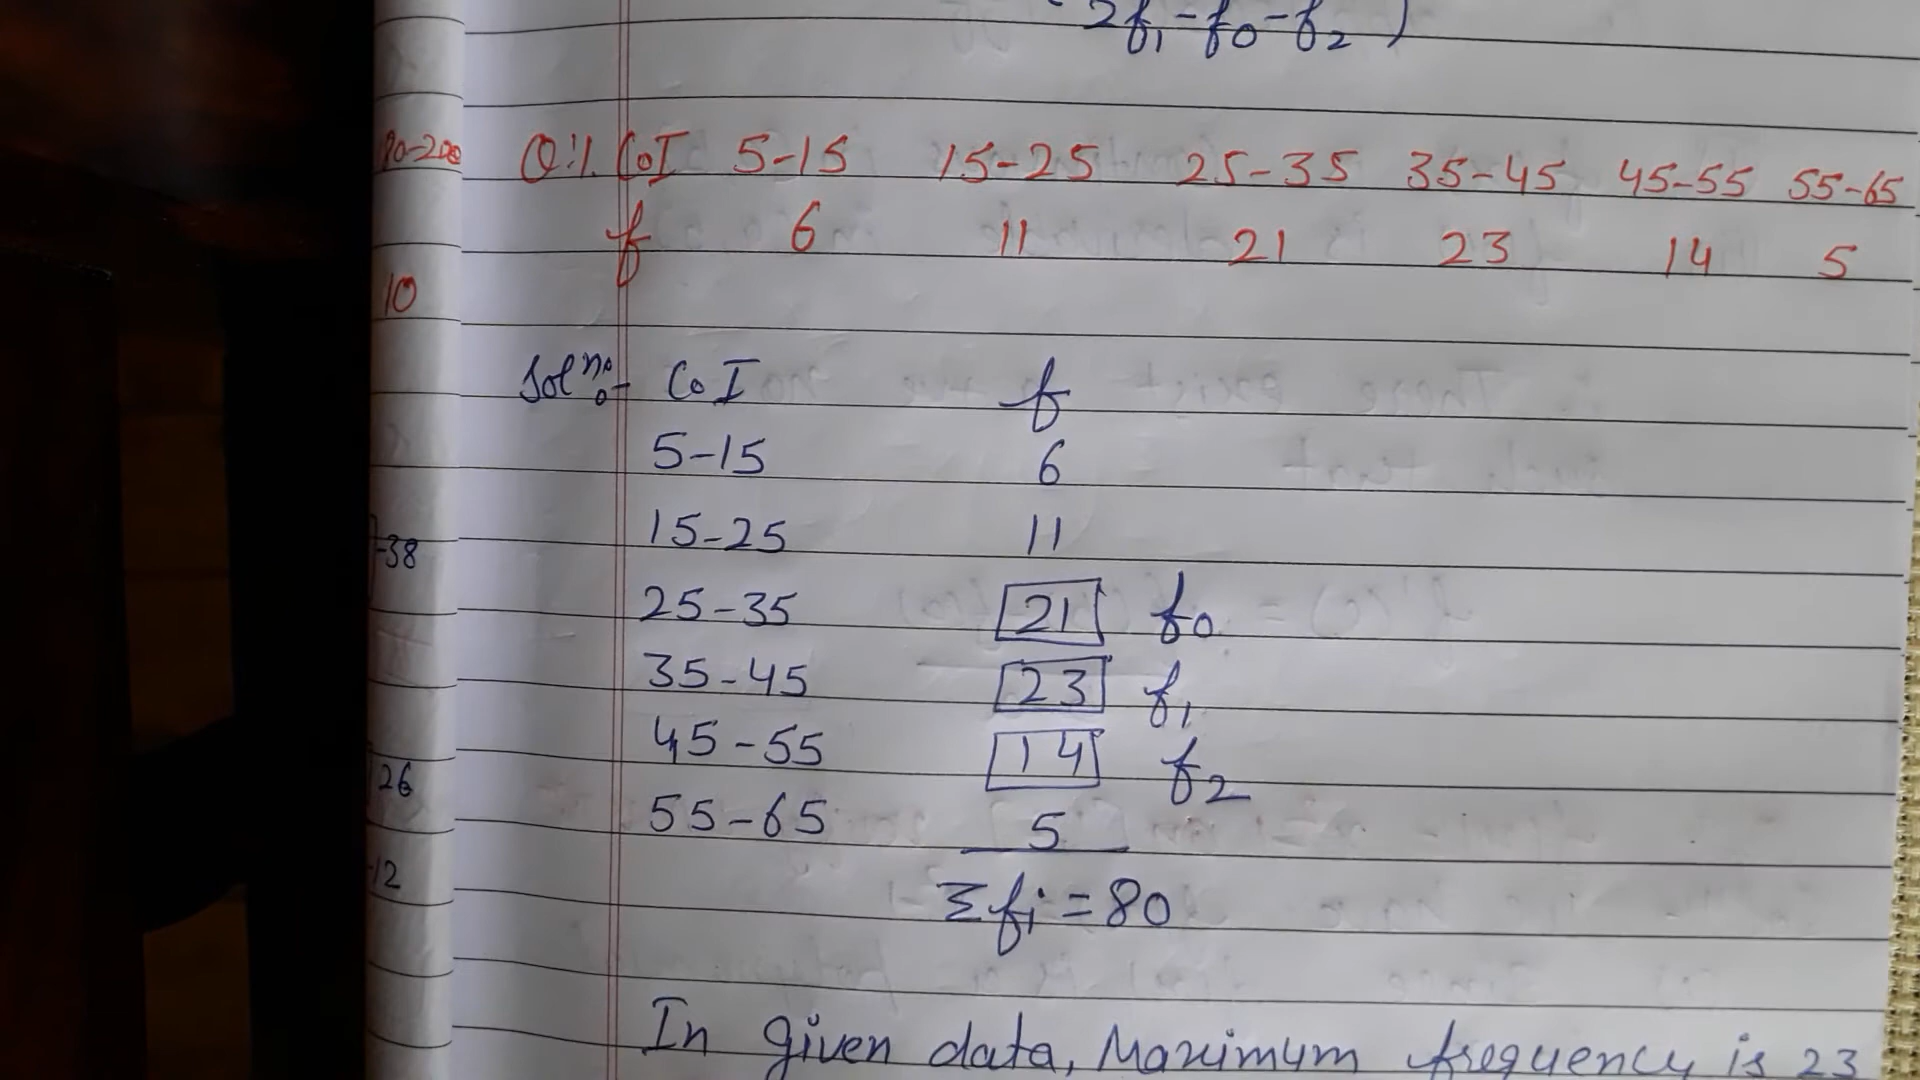 2f1-f0-f2)
Q:1. CoI 5-15 15-25 25-35 35-45 45-55 55-65
f 6 11 21 23 14 5
10
Soln:- CoI f
5-15 6
15-25 11
-38
25-35 21 f0
35-45 23 f1
45-55 14 f2
26
55-65 5
12
Σfi=80
In given data, Maximum frequency is 23